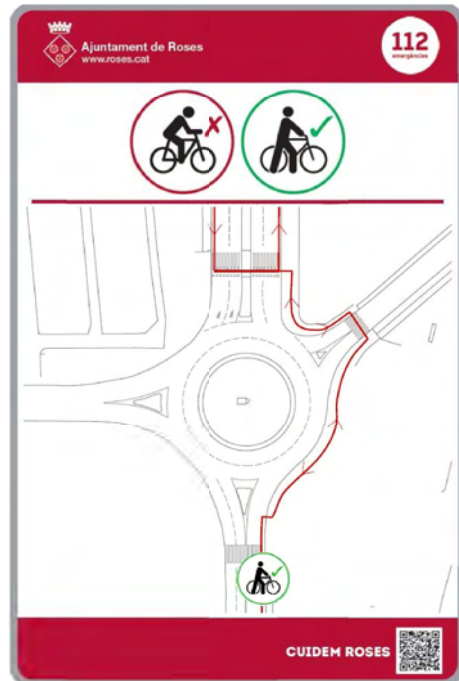 Ajuntament de Roses
www.roses.cat
112
emergències
CUIDEM ROSES